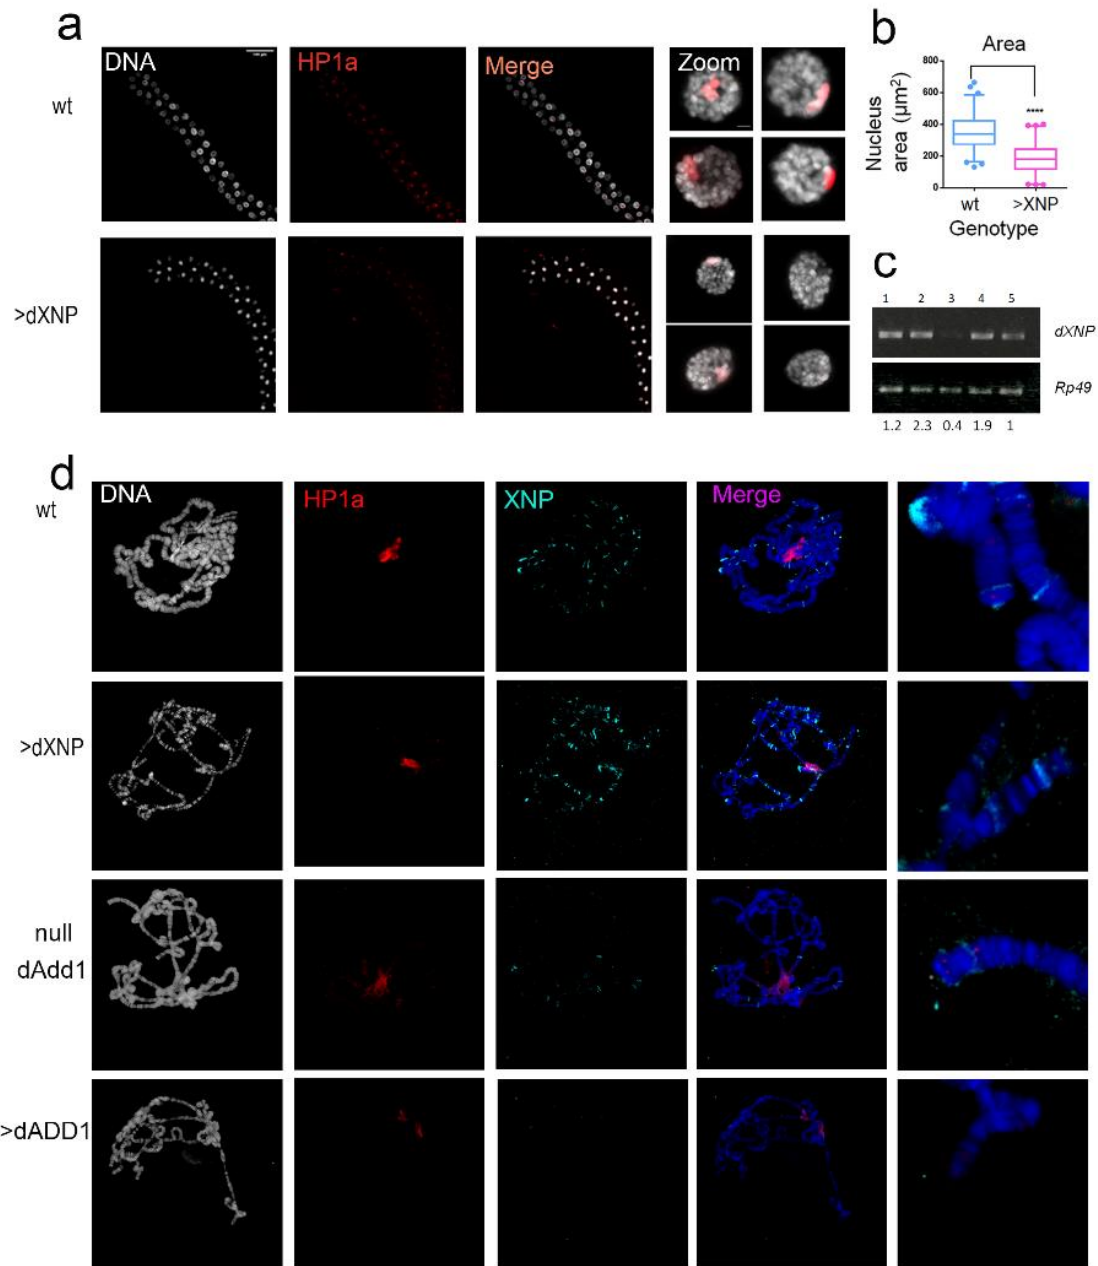 a
DNA
HP1a
Merge
Zoom
wt
>dXNP
b
Area
Nucleus
area (µm²)
800
600
400
200
0
****
wt
>XNP
Genotype
c
1 2 3 4 5
dXNP
Rp49
1.2 2.3 0.4 1.9 1
d
DNA
HP1a
XNP
Merge
wt
>dXNP
null
dAdd1
>dADD1